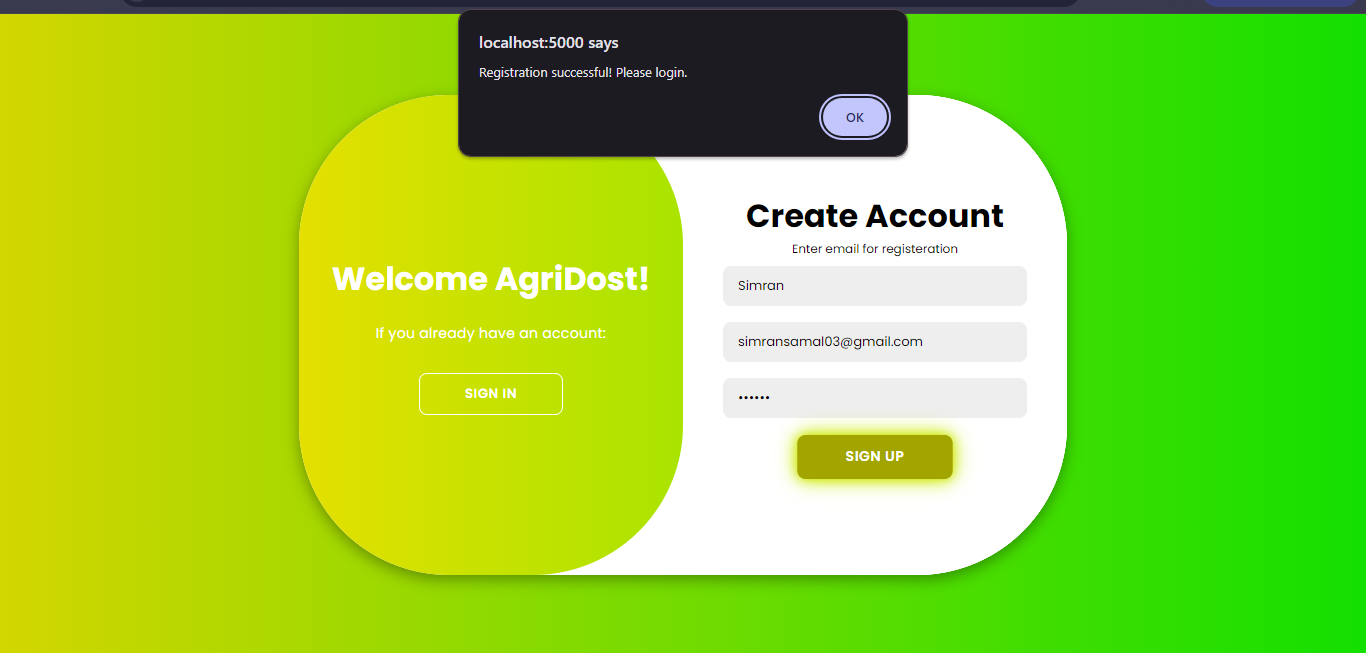 localhost:5000 says
Registration successful! Please login.
OK
Welcome AgriDost!
If you already have an account:
SIGN IN
Create Account
Enter email for registeration
Simran
simransamal03@gmail.com
••••••
SIGN UP